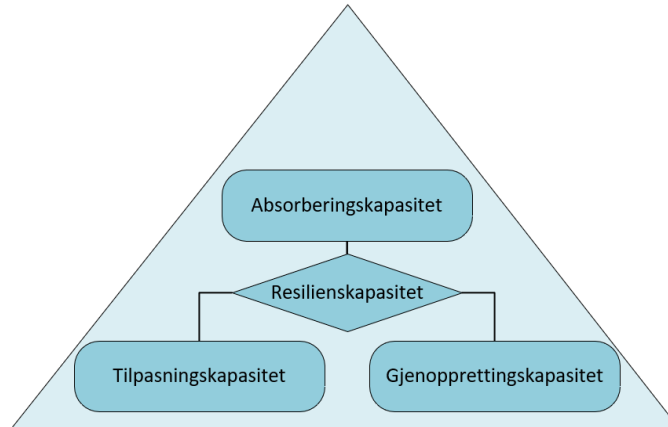 Absorberingskapasitet
Resilienskapasitet
Tilpasningskapasitet
Gjenopprettingskapasitet